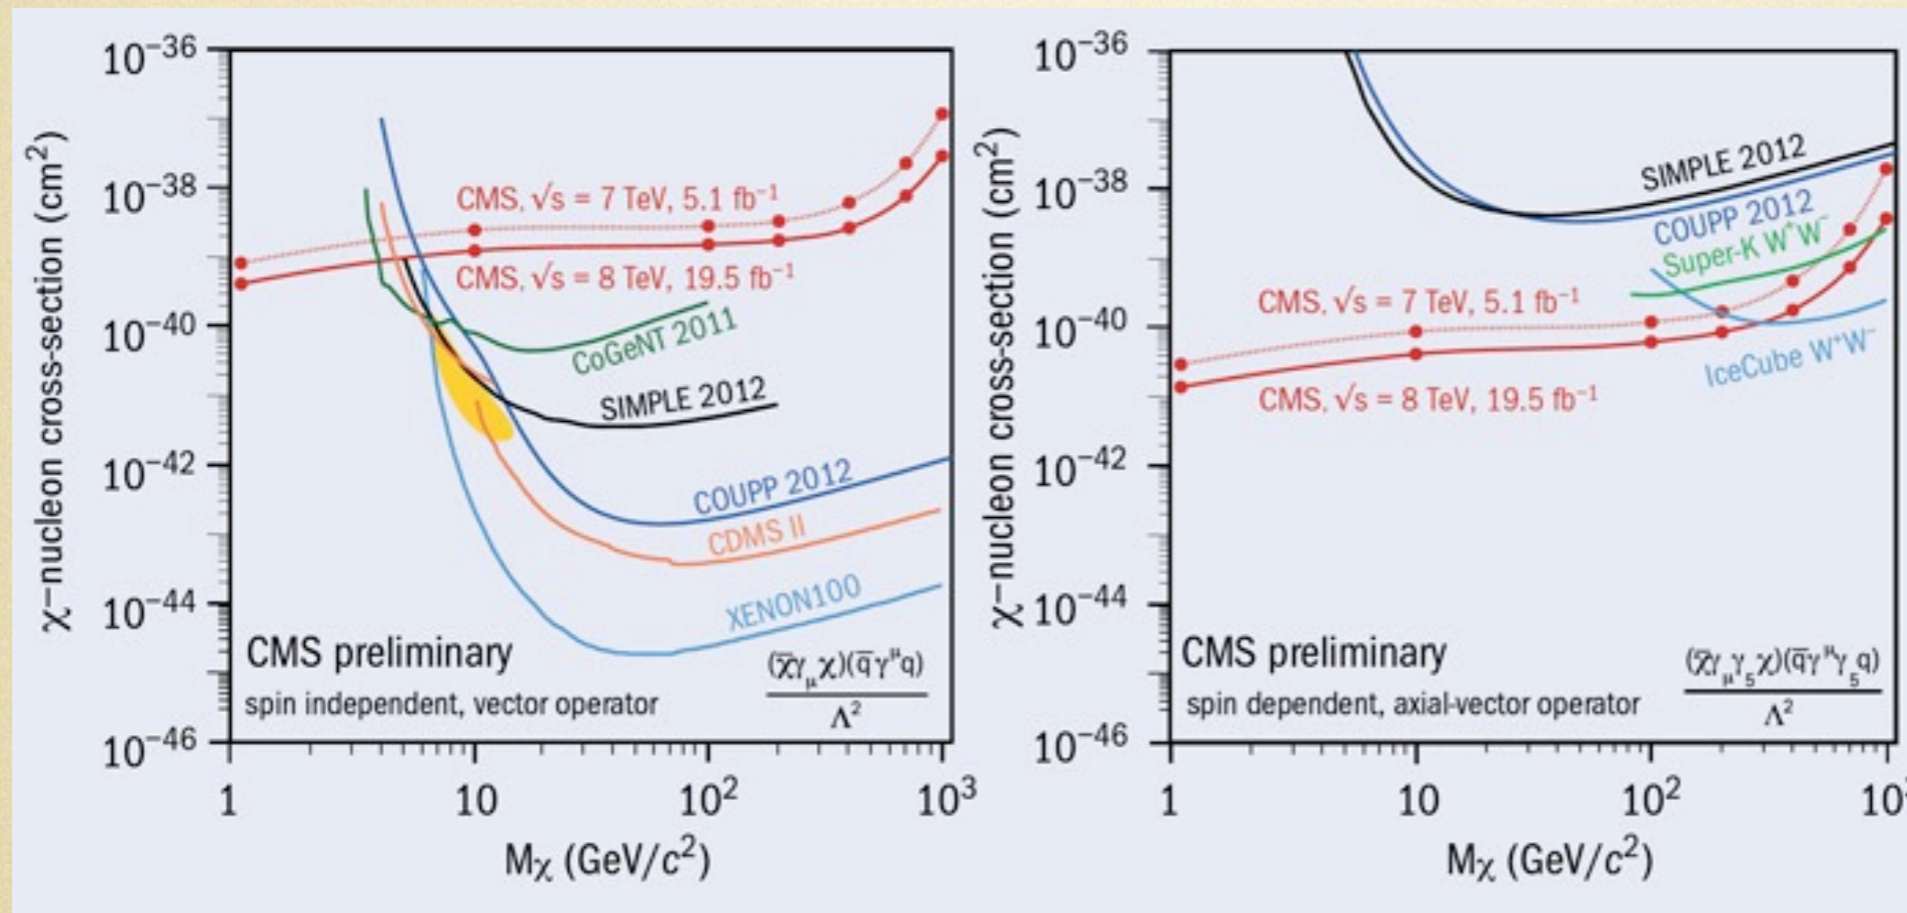 10⁻³⁶
10⁻³⁸
10⁻⁴⁰
10⁻⁴²
10⁻⁴⁴
10⁻⁴⁶
χ–nucleon cross-section (cm²)
CMS, √s = 7 TeV, 5.1 fb⁻¹
CMS, √s = 8 TeV, 19.5 fb⁻¹
CoGeNT 2011
SIMPLE 2012
COUPP 2012
CDMS II
XENON100
CMS preliminary
spin independent, vector operator
(χ̅γ_μχ)(q̅γ^μq)
Λ²
1 10 10² 10³
Mχ (GeV/c²)
10⁻³⁶
10⁻³⁸
10⁻⁴⁰
10⁻⁴²
10⁻⁴⁴
10⁻⁴⁶
χ–nucleon cross-section (cm²)
SIMPLE 2012
COUPP 2012
Super-K W⁺W⁻
CMS, √s = 7 TeV, 5.1 fb⁻¹
IceCube W⁺W⁻
CMS, √s = 8 TeV, 19.5 fb⁻¹
CMS preliminary
spin dependent, axial-vector operator
(χ̅γ_μγ₅χ)(q̅γ^μγ₅q)
Λ²
1 10 10²
Mχ (GeV/c²)